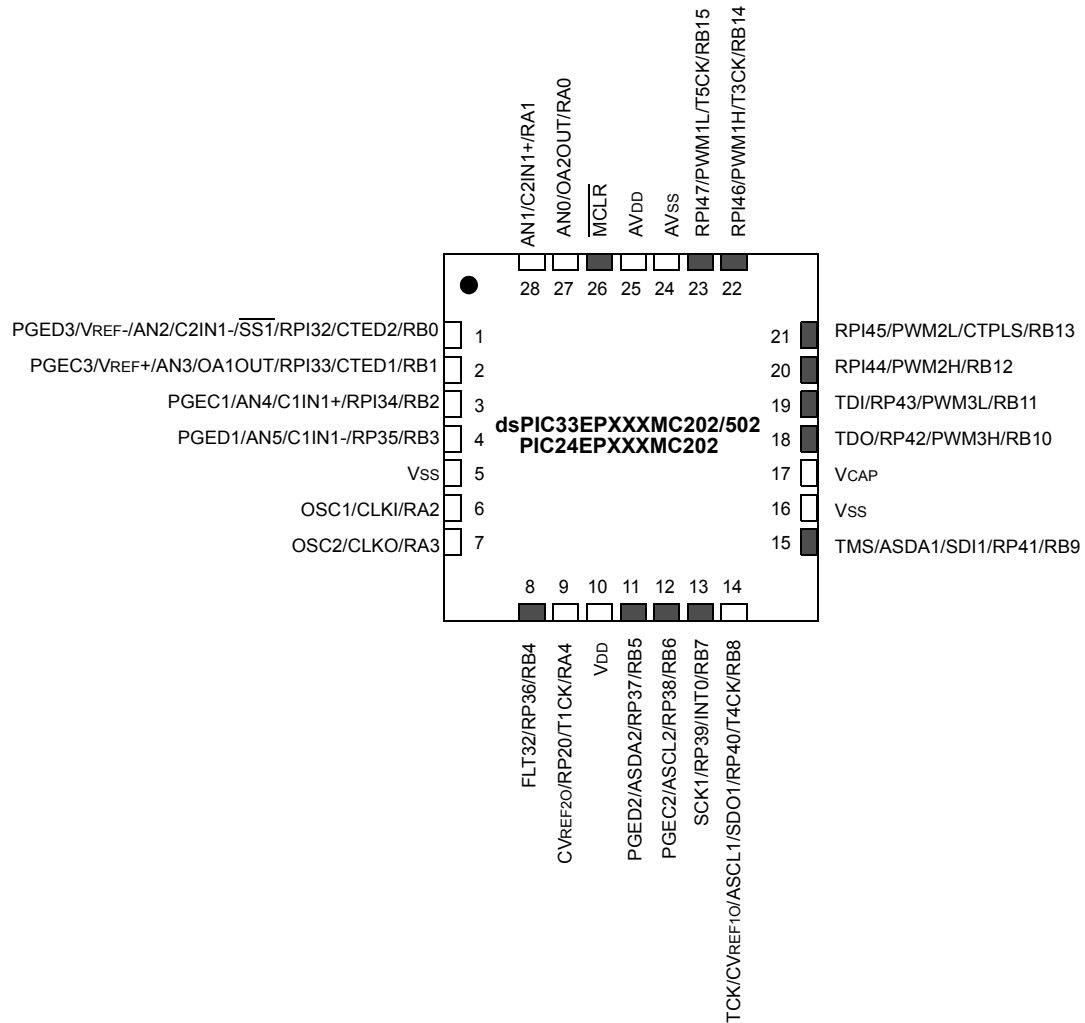 AN1/C2IN1+/RA1
AN0/OA2OUT/RA0
MCLR
AVDD
AVSS
RPI47/PWM1L/T5CK/RB15
RPI46/PWM1H/T3CK/RB14
28 27 26 25 24 23 22
PGED3/VREF-/AN2/C2IN1-/SS1/RPI32/CTED2/RB0 1
PGEC3/VREF+/AN3/OA1OUT/RPI33/CTED1/RB1 2
PGEC1/AN4/C1IN1+/RPI34/RB2 3
PGED1/AN5/C1IN1-/RP35/RB3 4
VSS 5
OSC1/CLKI/RA2 6
OSC2/CLKO/RA3 7
dsPIC33EPXXXMC202/502
PIC24EPXXXMC202
21 RPI45/PWM2L/CTPLS/RB13
20 RPI44/PWM2H/RB12
19 TDI/RP43/PWM3L/RB11
18 TDO/RP42/PWM3H/RB10
17 VCAP
16 VSS
15 TMS/ASDA1/SDI1/RP41/RB9
8 9 10 11 12 13 14
FLT32/RP36/RB4
CVREF2O/RP20/T1CK/RA4
VDD
PGED2/ASDA2/RP37/RB5
PGEC2/ASCL2/RP38/RB6
SCK1/RP39/INT0/RB7
TCK/CVREF1O/ASCL1/SDO1/RP40/T4CK/RB8